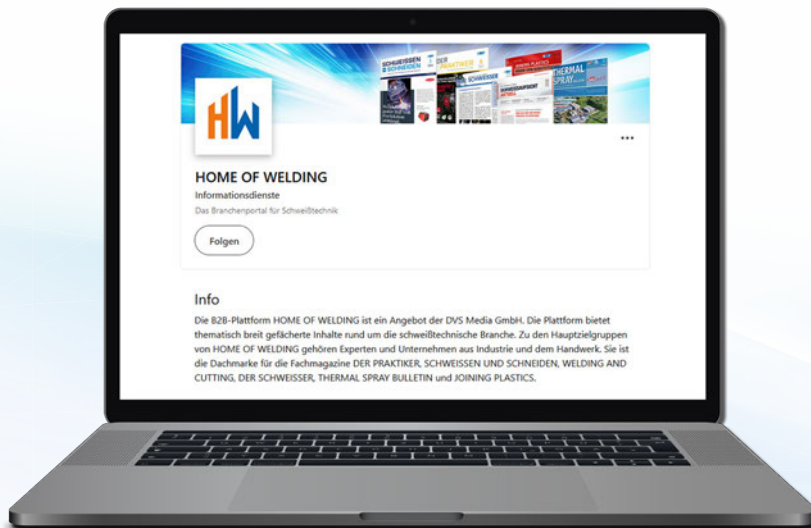 SCHWEISSEN
& SCHNEIDEN
DER
PRAKTIKER
SCHWEISSER
SCHWEISSAUFSICHT
AKTUELL
JOINING PLASTICS
THERMAL
SPRAY
HW
HOME OF WELDING
Informationsdienste
Das Branchenportal für Schweißtechnik
Folgen
Info
Die B2B-Plattform HOME OF WELDING ist ein Angebot der DVS Media GmbH. Die Plattform bietet
thematisch breit gefächerte Inhalte rund um die schweißtechnische Branche. Zu den Hauptzielgruppen
von HOME OF WELDING gehören Experten und Unternehmen aus Industrie und dem Handwerk. Sie ist
die Dachmarke für die Fachmagazine DER PRAKTIKER, SCHWEISSEN UND SCHNEIDEN, WELDING AND
CUTTING, DER SCHWEISSER, THERMAL SPRAY BULLETIN und JOINING PLASTICS.